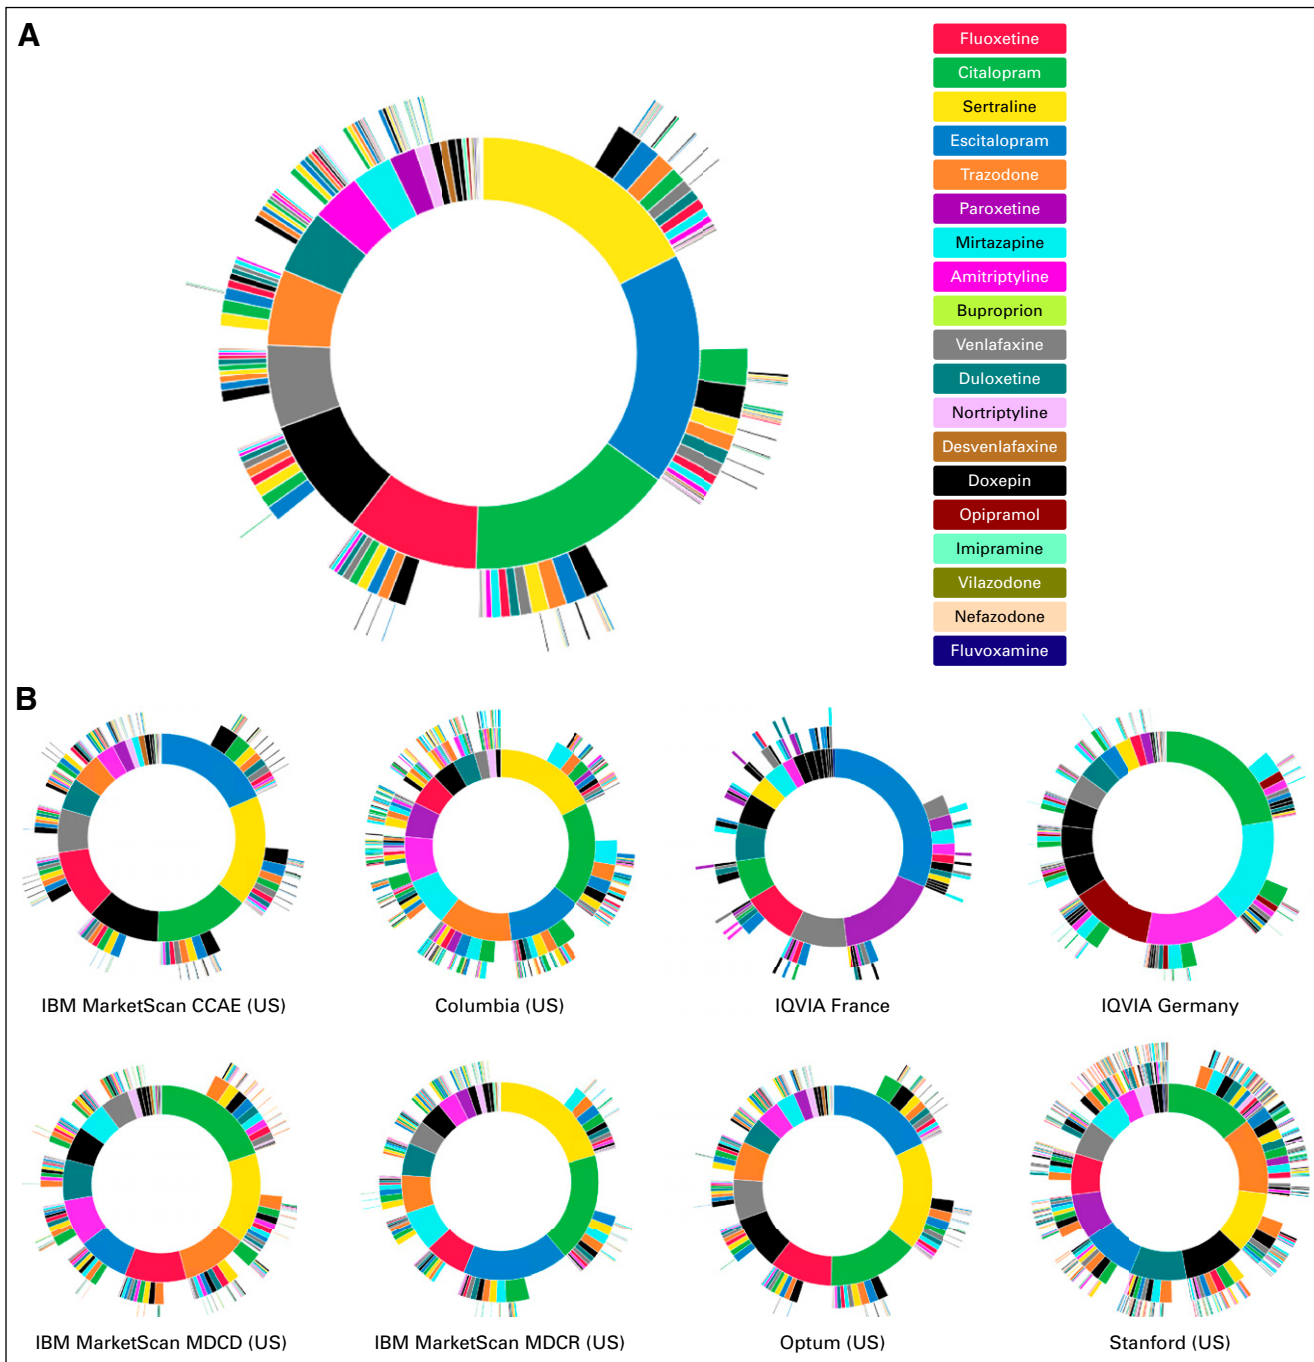 A
Fluoxetine
Citalopram
Sertraline
Escitalopram
Trazodone
Paroxetine
Mirtazapine
Amitriptyline
Buproprion
Venlafaxine
Duloxetine
Nortriptyline
Desvenlafaxine
Doxepin
Opipramol
Imipramine
Vilazodone
Nefazodone
Fluvoxamine
B
IBM MarketScan CCAE (US)
Columbia (US)
IQVIA France
IQVIA Germany
IBM MarketScan MDCD (US)
IBM MarketScan MDCR (US)
Optum (US)
Stanford (US)